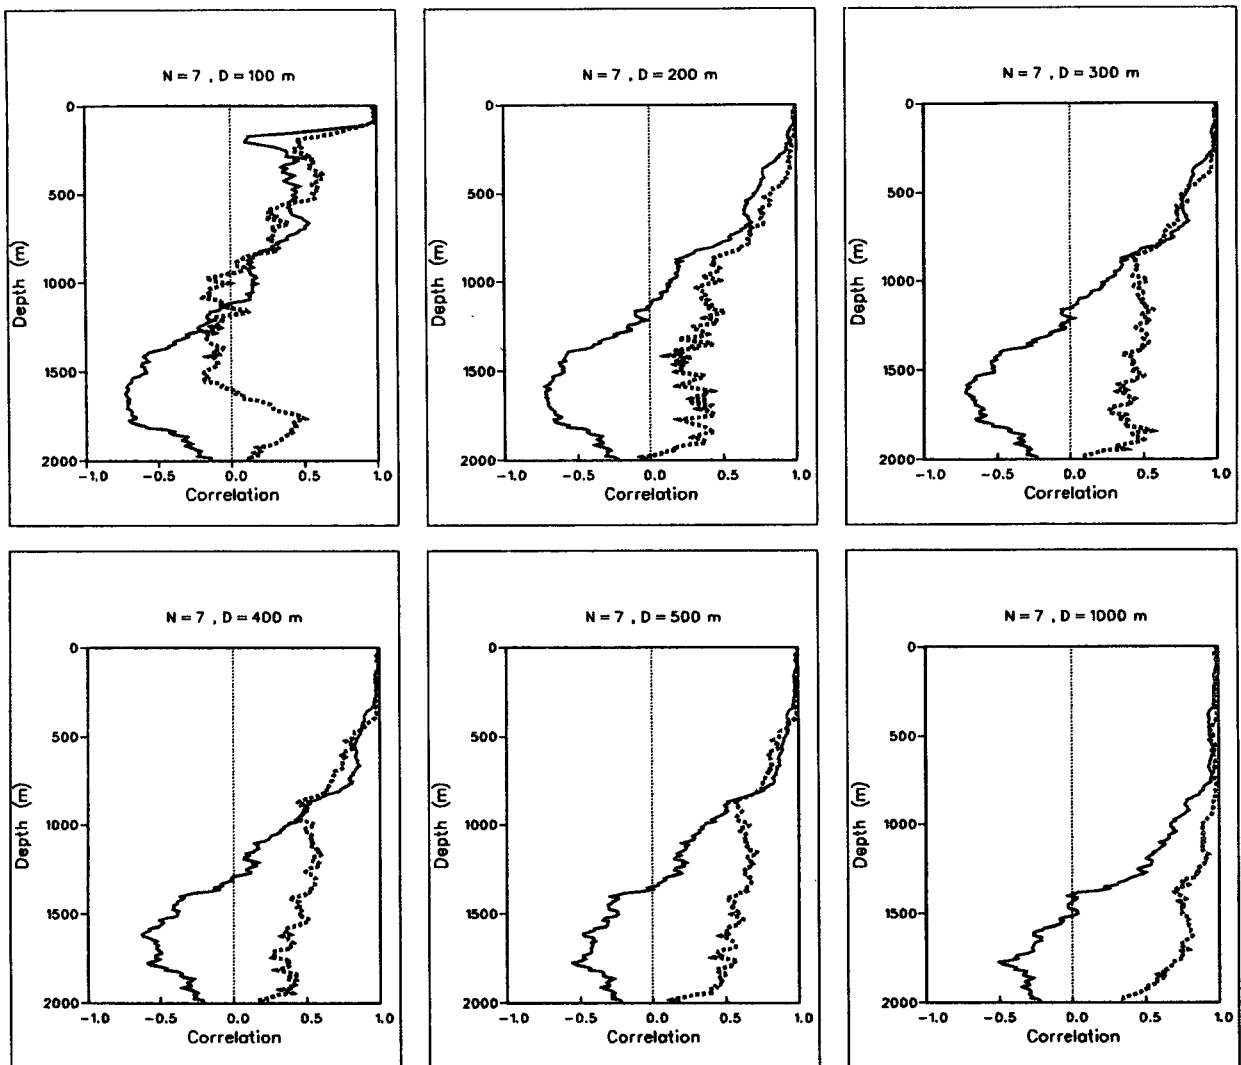 N = 7 , D = 100 m
0
500
1000
1500
2000
Depth (m)
-1.0 -0.5 0.0 0.5 1.0
Correlation
N = 7 , D = 200 m
0
500
1000
1500
2000
Depth (m)
-1.0 -0.5 0.0 0.5 1.0
Correlation
N = 7 , D = 300 m
0
500
1000
1500
2000
Depth (m)
-1.0 -0.5 0.0 0.5 1.0
Correlation
N = 7 , D = 400 m
0
500
1000
1500
2000
Depth (m)
-1.0 -0.5 0.0 0.5 1.0
Correlation
N = 7 , D = 500 m
0
500
1000
1500
2000
Depth (m)
-1.0 -0.5 0.0 0.5 1.0
Correlation
N = 7 , D = 1000 m
0
500
1000
1500
2000
Depth (m)
-1.0 -0.5 0.0 0.5 1.0
Correlation